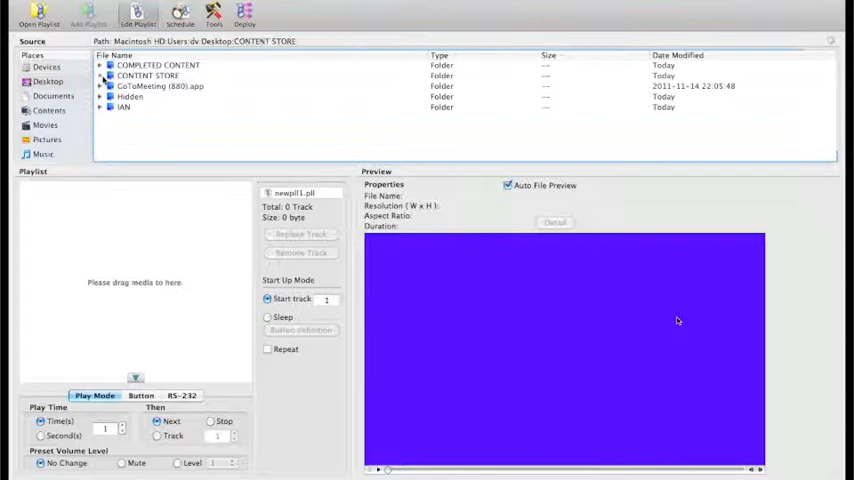 Open Playlist Add Playlist Edit Playlist Schedule Tools Deploy
Source Path: Macintosh HD:Users:dv Desktop:CONTENT STORE
Places File Name Type Size Date Modified
Devices COMPLETED CONTENT Folder -- Today
Desktop CONTENT STORE Folder -- Today
Documents GoToMeeting (880).app Folder -- 2011-11-14 22:05:48
Contents Hidden Folder -- Today
Movies IAN Folder -- Today
Pictures
Music
Playlist Preview
newpll1.pll
Total: 0 Track
Size: 0 byte
Replace Track
Remove Track
Start Up Mode
Start track 1
Sleep
Button definition
Repeat
Please drag media to here.
Properties Auto File Preview
File Name:
Resolution ( W x H ):
Aspect Ratio:
Duration:
Detail
Play Mode Button RS-232
Play Time Then
Time(s) 1 Next Stop
Second(s) Track 1
Preset Volume Level
No Change Mute Level 1